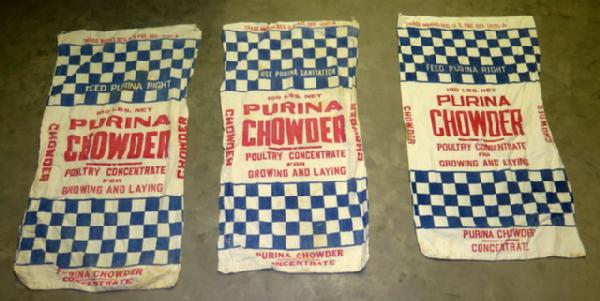 TRADE MARKS REG. U.S. PAT. OFF.
FEED PURINA RIGHT
100 LBS. NET
PURINA
CHOWDER
CHOWDER
CHOWDER
POULTRY CONCENTRATE
FOR
GROWING AND LAYING
PURINA CHOWDER
CONCENTRATE
TRADE MARKS REG. U.S. PAT. OFF.
USE PURINA SANITATION
100 LBS. NET
PURINA
CHOWDER
CHOWDER
CHOWDER
POULTRY CONCENTRATE
FOR
GROWING AND LAYING
PURINA CHOWDER
CONCENTRATE
TRADE MARKS REG. U.S. PAT. OFF.
FEED PURINA RIGHT
100 LBS. NET
PURINA
CHOWDER
CHOWDER
CHOWDER
POULTRY CONCENTRATE
FOR
GROWING AND LAYING
PURINA CHOWDER
CONCENTRATE